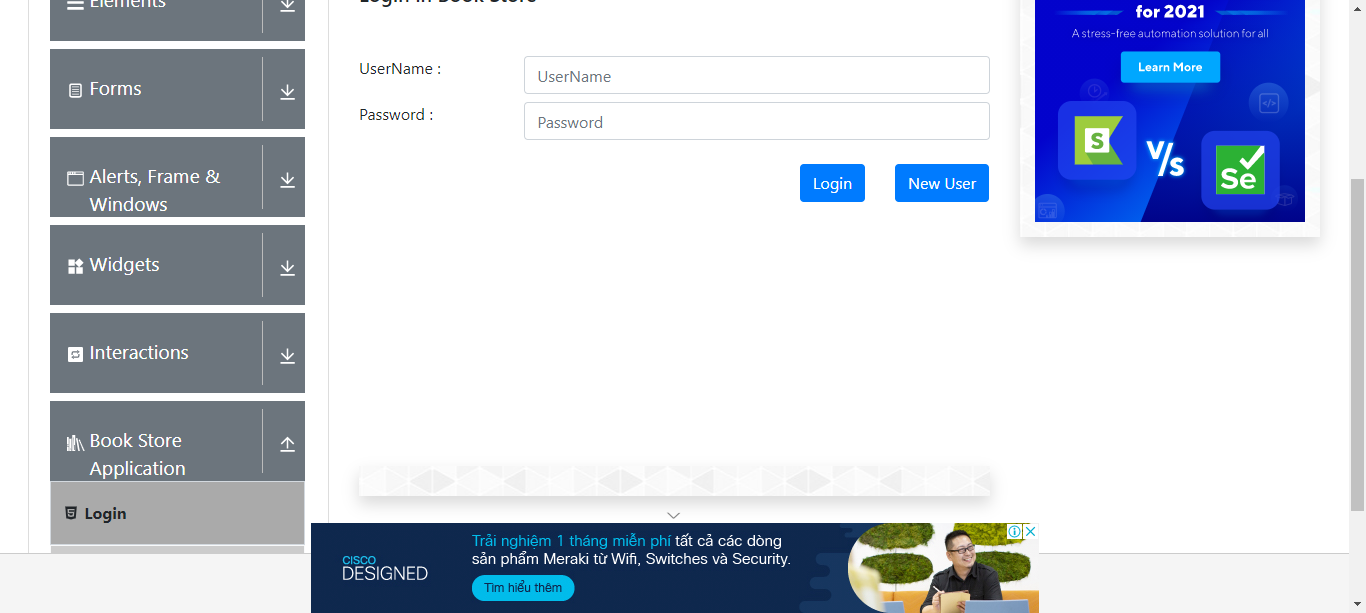 Elements
Forms
Alerts, Frame &
Windows
Widgets
Interactions
Book Store
Application
Login
Login in Book Store
UserName :
UserName
Password :
Password
Login
New User
for 2021
A stress-free automation solution for all
Learn More
S
V/s
Se
CISCO
DESIGNED
Trải nghiệm 1 tháng miễn phí tất cả các dòng
sản phẩm Meraki từ Wifi, Switches và Security.
Tìm hiểu thêm